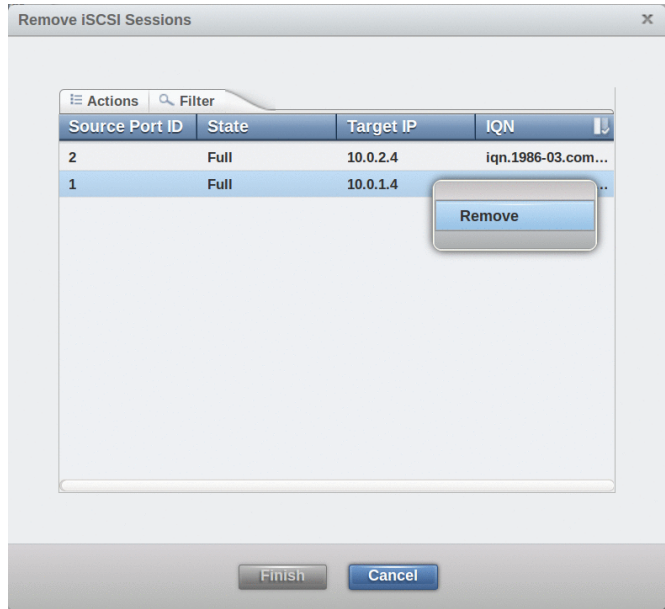 Remove iSCSI Sessions
Actions Filter
Source Port ID State Target IP IQN
2 Full 10.0.2.4 iqn.1986-03.com...
1 Full 10.0.1.4
Remove
Finish Cancel